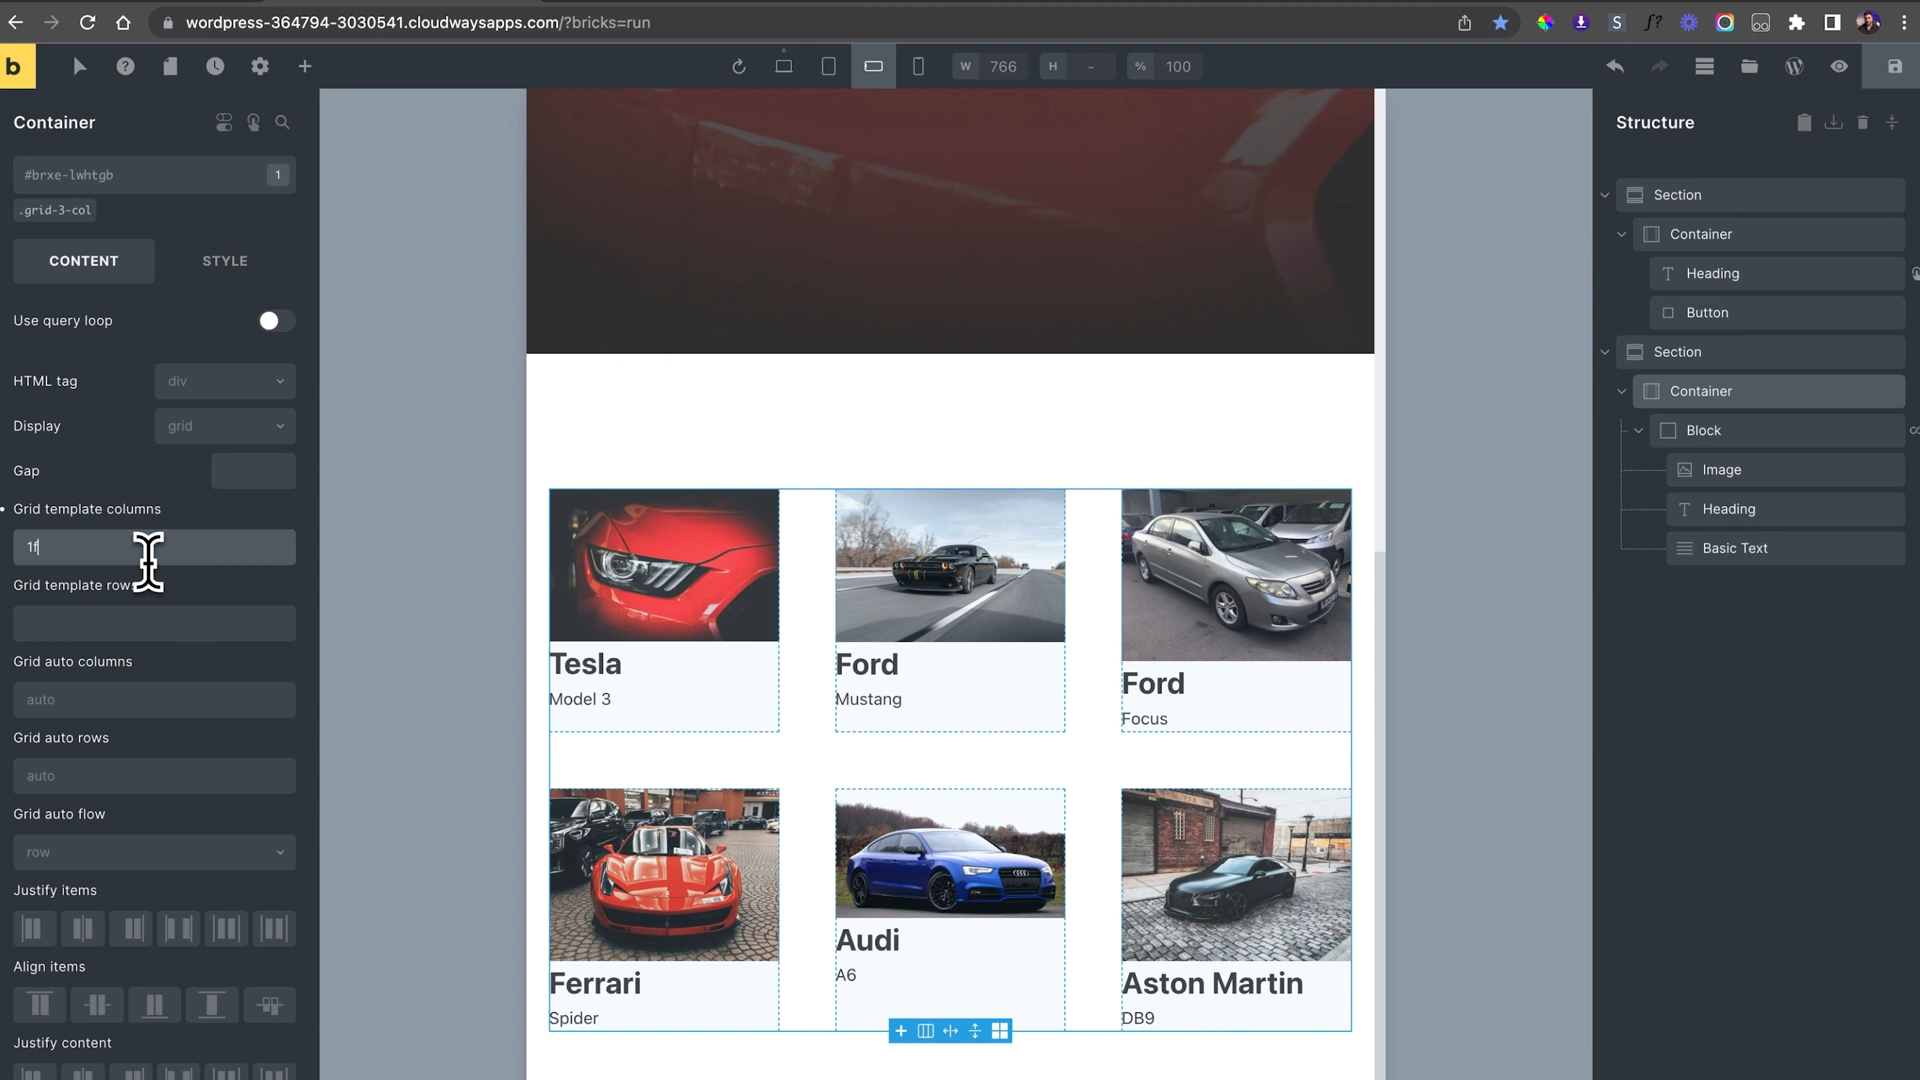 wordpress-364794-3030541.cloudwaysapps.com/?bricks=run
b
W 766 H - % 100
Container
#brxe-lwhtgb 1
.grid-3-col
CONTENT STYLE
Use query loop
HTML tag div
Display grid
Gap
Grid template columns
1f
Grid template row
Grid auto columns
auto
Grid auto rows
auto
Grid auto flow
row
Justify items
Align items
Justify content
Tesla
Model 3
Ford
Mustang
Ford
Focus
Ferrari
Spider
Audi
A6
Aston Martin
DB9
Structure
Section
Container
Heading
Button
Section
Container
Block
Image
Heading
Basic Text